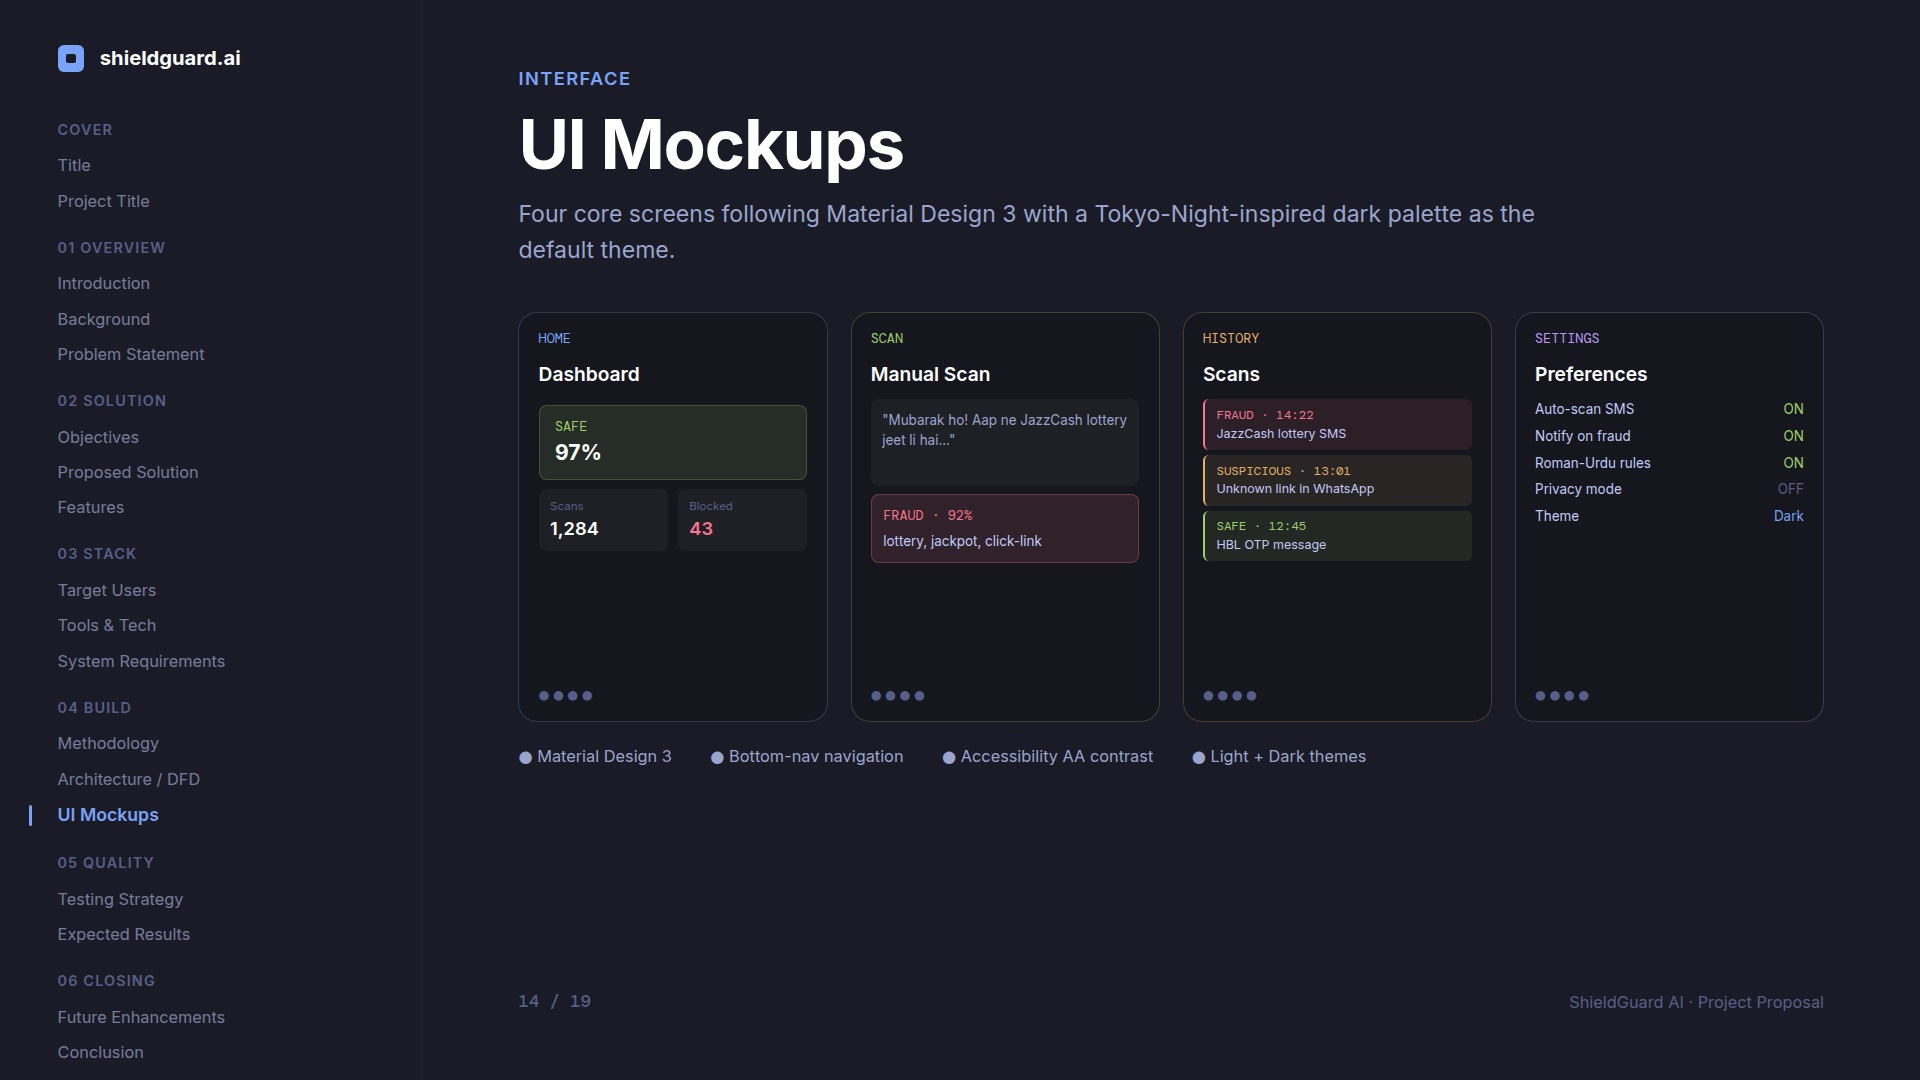 shieldguard.ai
COVER
Title
Project Title
01 OVERVIEW
Introduction
Background
Problem Statement
02 SOLUTION
Objectives
Proposed Solution
Features
03 STACK
Target Users
Tools & Tech
System Requirements
04 BUILD
Methodology
Architecture / DFD
UI Mockups
05 QUALITY
Testing Strategy
Expected Results
06 CLOSING
Future Enhancements
Conclusion
INTERFACE
UI Mockups
Four core screens following Material Design 3 with a Tokyo-Night-inspired dark palette as the
default theme.
HOME
Dashboard
SAFE
97%
Scans
1,284
Blocked
43
SCAN
Manual Scan
"Mubarak ho! Aap ne JazzCash lottery
jeet li hai..."
FRAUD · 92%
lottery, jackpot, click-link
HISTORY
Scans
FRAUD · 14:22
JazzCash lottery SMS
SUSPICIOUS · 13:01
Unknown link in WhatsApp
SAFE · 12:45
HBL OTP message
SETTINGS
Preferences
Auto-scan SMS ON
Notify on fraud ON
Roman-Urdu rules ON
Privacy mode OFF
Theme Dark
● Material Design 3 ● Bottom-nav navigation ● Accessibility AA contrast ● Light + Dark themes
14 / 19
ShieldGuard AI · Project Proposal